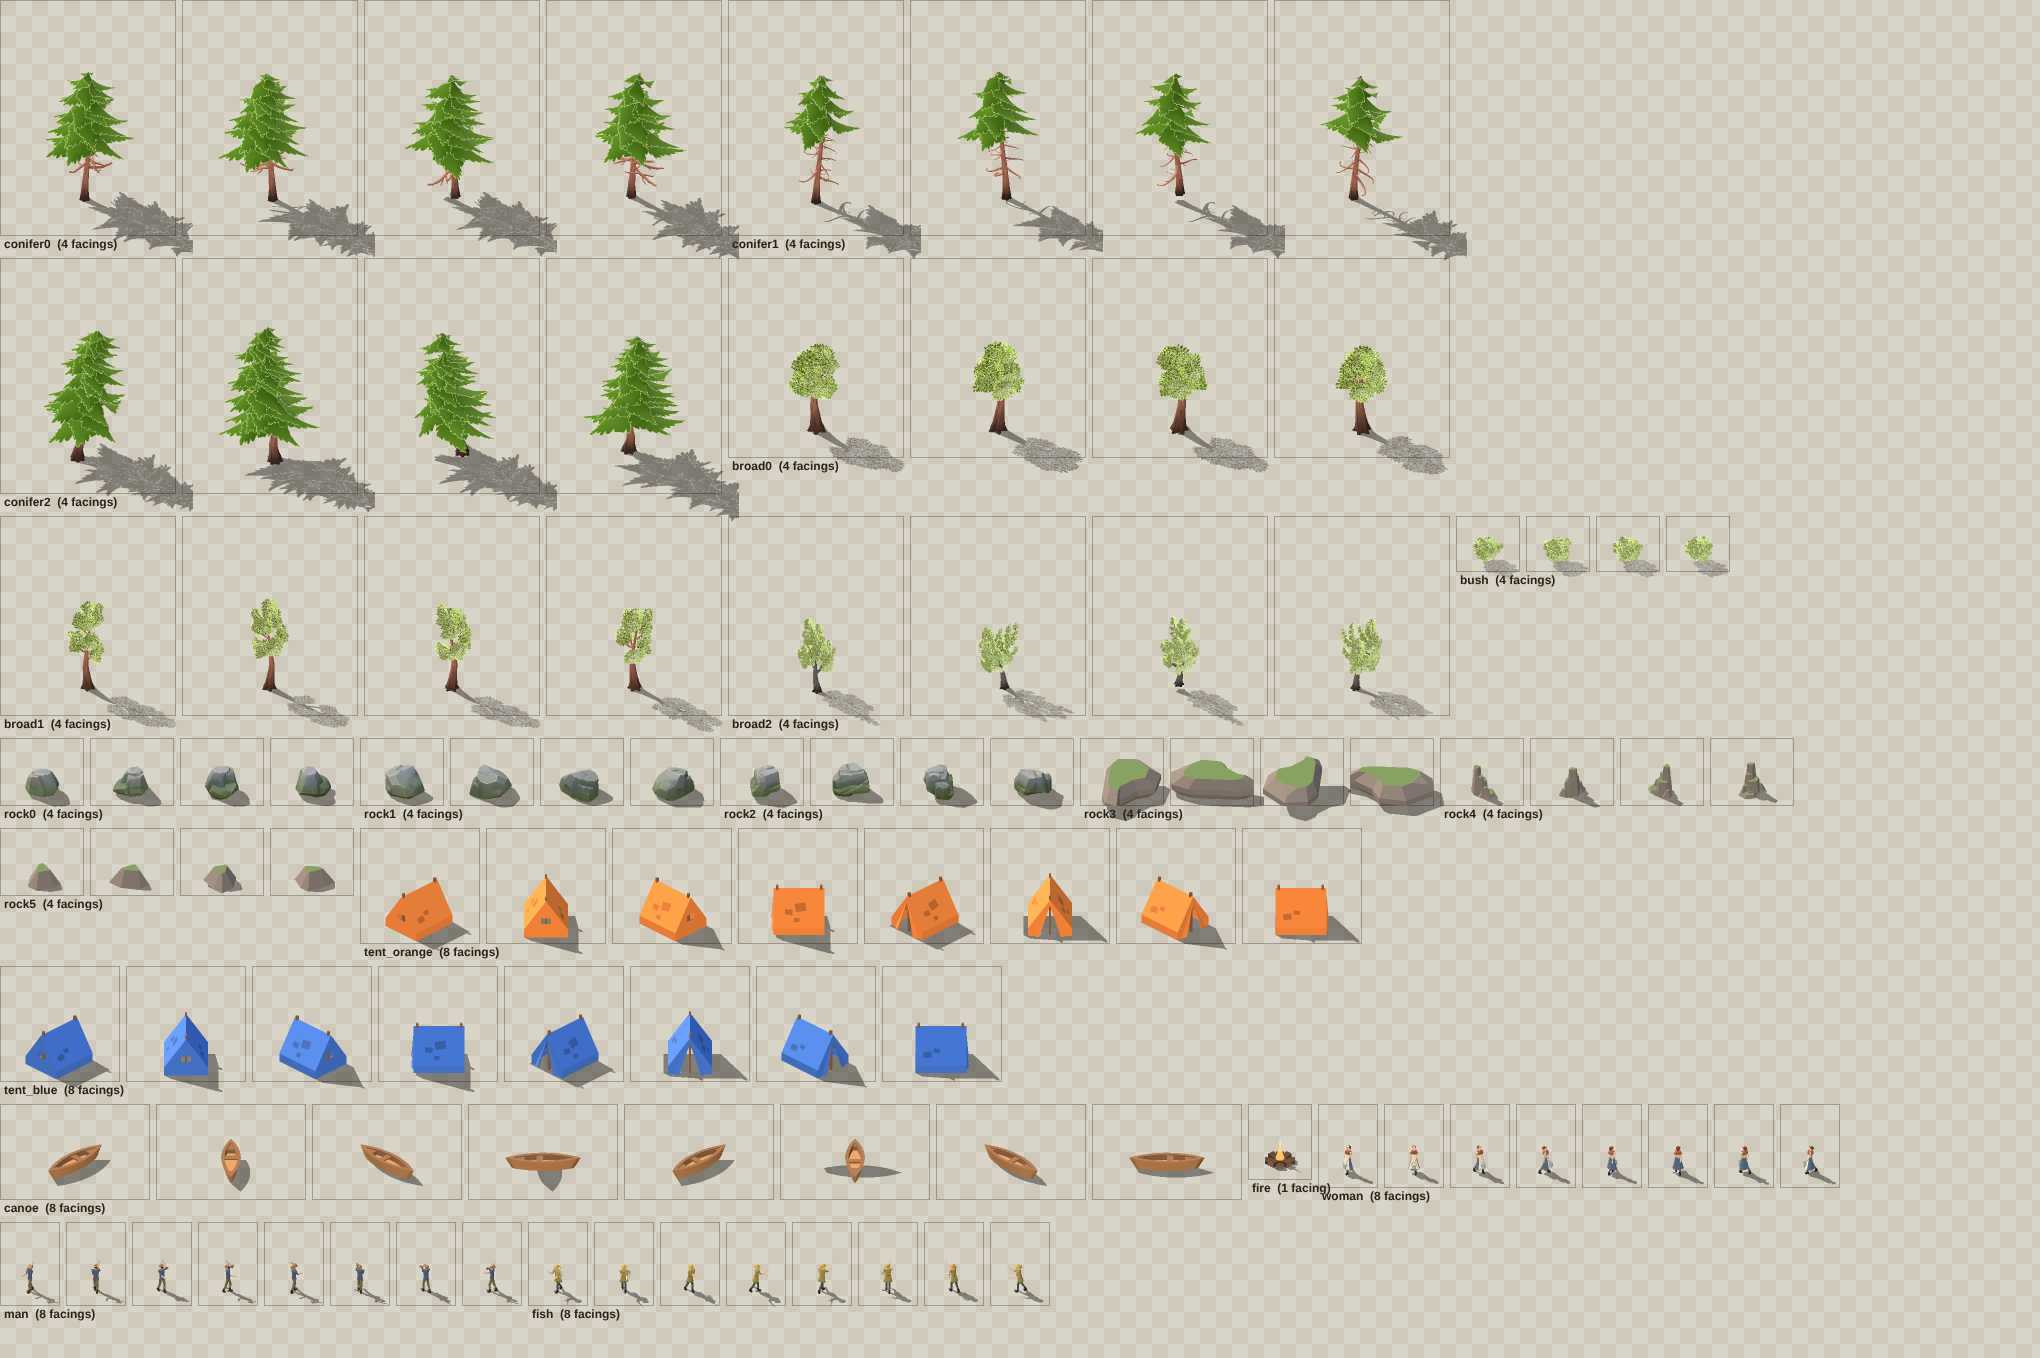 conifer0 (4 facings)
conifer1 (4 facings)
conifer2 (4 facings)
broad0 (4 facings)
bush (4 facings)
broad1 (4 facings)
broad2 (4 facings)
rock0 (4 facings)
rock1 (4 facings)
rock2 (4 facings)
rock3 (4 facings)
rock4 (4 facings)
rock5 (4 facings)
tent_orange (8 facings)
tent_blue (8 facings)
canoe (8 facings)
fire (1 facing)
woman (8 facings)
man (8 facings)
fish (8 facings)